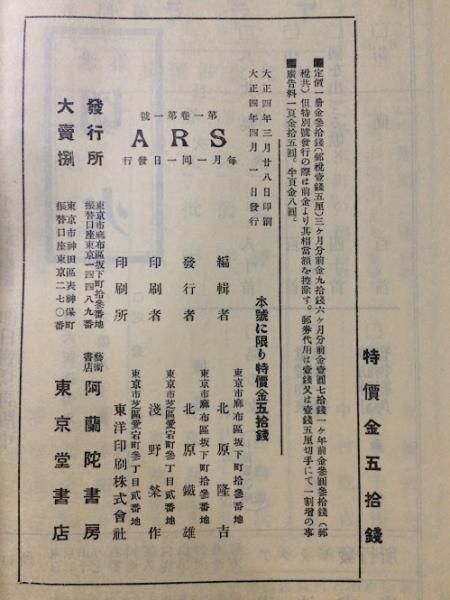 特價金五拾錢
■定價一册金參拾錢(郵税壹錢五厘)三ケ月分前金九拾錢六ケ月分前金壹圓七拾錢一ケ年前金參圓參拾錢(郵
税共)但特別號發行の際は前金より其相當額を控除す。郵劵代用は壹錢又は壹錢五厘切手にて一割增の事
■廣告料一頁金拾五圓。半頁金八圓。
本號に限り特價金五拾錢
大正四年三月廿八日印刷
大正四年四月一日發行
第一卷第一號
ARS
每月一回一日發行
東京市麻布區坂下町拾參番地
編輯者 北原隆吉
東京市麻布區坂下町拾參番地
發行者 北原鐵雄
東京市芝區愛宕町參丁目貳番地
印刷者 淺野榮作
東京市芝區愛宕町參丁目貳番地
印刷所 東洋印刷株式會社
發行所 東京市麻布區坂下町拾參番地 振替口座東京二四四八九番 藝術書店 阿蘭陀書房
大賣捌 東京市神田區表神保町 振替口座東京二七〇番 東京堂書店